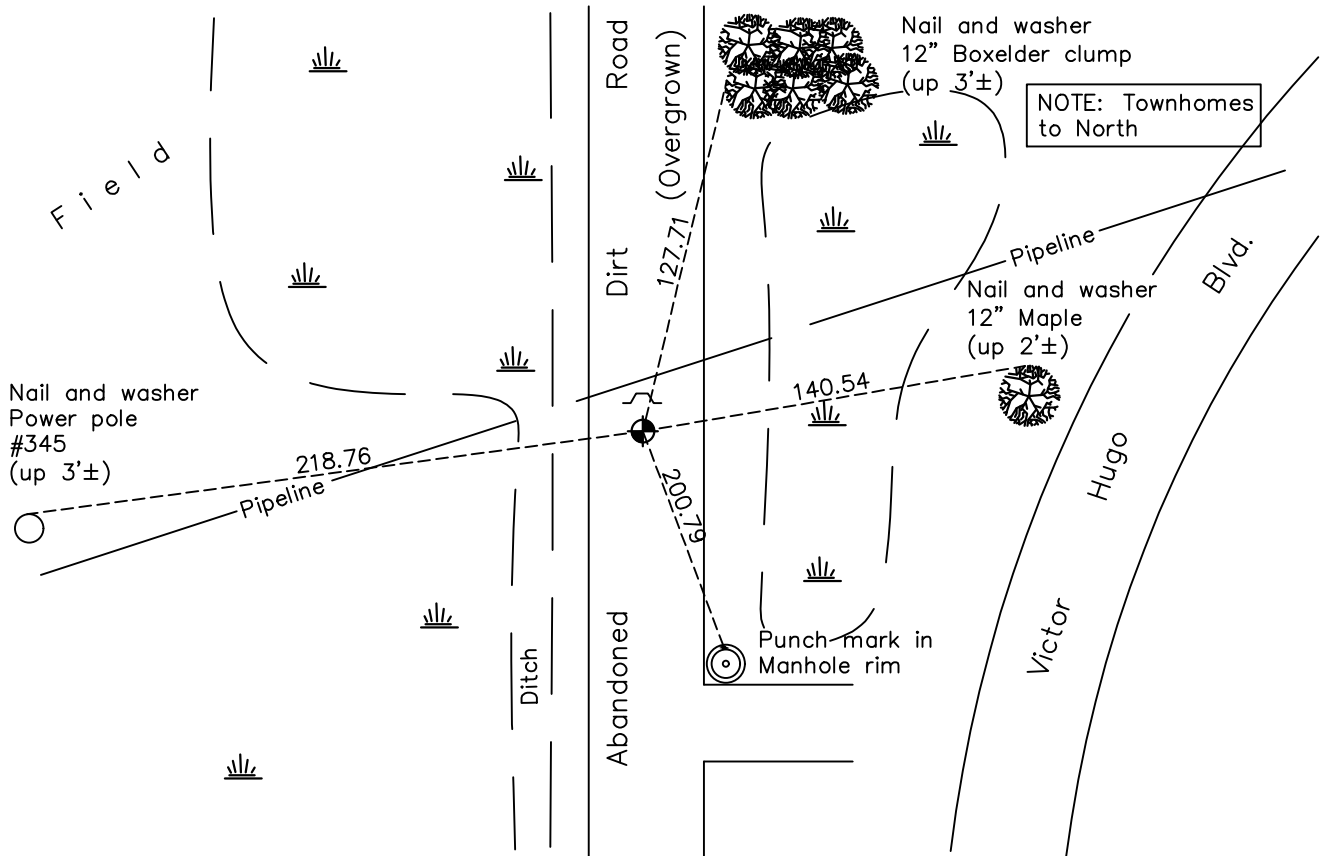 Nail and washer
12” Boxelder clump
(up 3’±)
NOTE: Townhomes
to North
Road
(Overgrown)
Field
127.71
Dirt
Pipeline
Blvd.
Nail and washer
12” Maple
(up 2’±)
140.54
Nail and washer
Power pole
#345
(up 3’±)
218.76
Pipeline
200.79
Hugo
Victor
Punch mark in
Manhole rim
Ditch
Abandoned